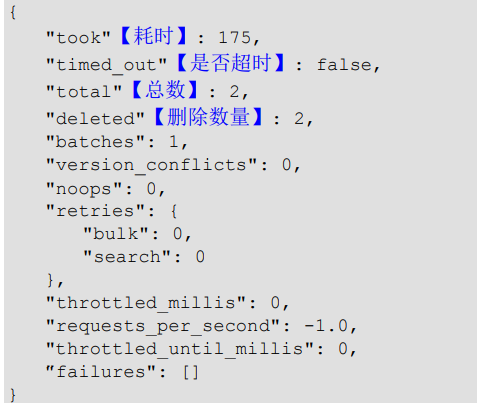 {
    "took"【耗时】: 175,
    "timed_out"【是否超时】: false,
    "total"【总数】: 2,
    "deleted"【删除数量】: 2,
    "batches": 1,
    "version_conflicts": 0,
    "noops": 0,
    "retries": {
        "bulk": 0,
        "search": 0
    },
    "throttled_millis": 0,
    "requests_per_second": -1.0,
    "throttled_until_millis": 0,
    "failures": []
}